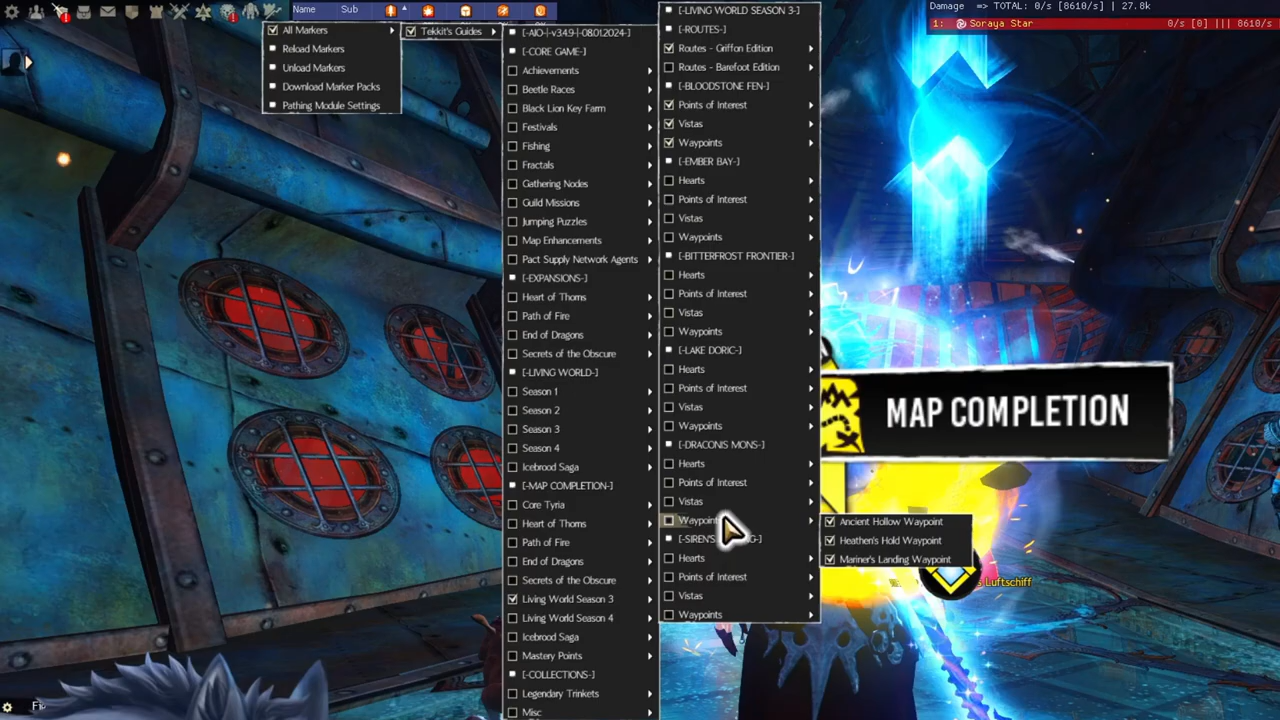 Name Sub
Damage => TOTAL: 0/s [8610/s] | 27.8k
1: Soraya Star 0/s [0] ||| 8610/s
All Markers
Reload Markers
Unload Markers
Download Marker Packs
Pathing Module Settings
Tekkit's Guides
[-AIO-|-v3.4.9-|-08.01.2024-]
[-CORE GAME-]
Achievements
Beetle Races
Black Lion Key Farm
Festivals
Fishing
Fractals
Gathering Nodes
Guild Missions
Jumping Puzzles
Map Enhancements
Pact Supply Network Agents
[-EXPANSIONS-]
Heart of Thorns
Path of Fire
End of Dragons
Secrets of the Obscure
[-LIVING WORLD-]
Season 1
Season 2
Season 3
Season 4
Icebrood Saga
[-MAP COMPLETION-]
Core Tyria
Heart of Thorns
Path of Fire
End of Dragons
Secrets of the Obscure
Living World Season 3
Living World Season 4
Icebrood Saga
Mastery Points
[-COLLECTIONS-]
Legendary Trinkets
Misc
[-LIVING WORLD SEASON 3-]
[-ROUTES-]
Routes - Griffon Edition
Routes - Barefoot Edition
[-BLOODSTONE FEN-]
Points of Interest
Vistas
Waypoints
[-EMBER BAY-]
Hearts
Points of Interest
Vistas
Waypoints
[-BITTERFROST FRONTIER-]
Hearts
Points of Interest
Vistas
Waypoints
[-LAKE DORIC-]
Hearts
Points of Interest
Vistas
Waypoints
[-DRACONIS MONS-]
Hearts
Points of Interest
Vistas
Waypoint
[-SIREN'S G-]
Hearts
Points of Interest
Vistas
Waypoints
Ancient Hollow Waypoint
Heathen's Hold Waypoint
Mariner's Landing Waypoint
MAP COMPLETION
Luftschiff